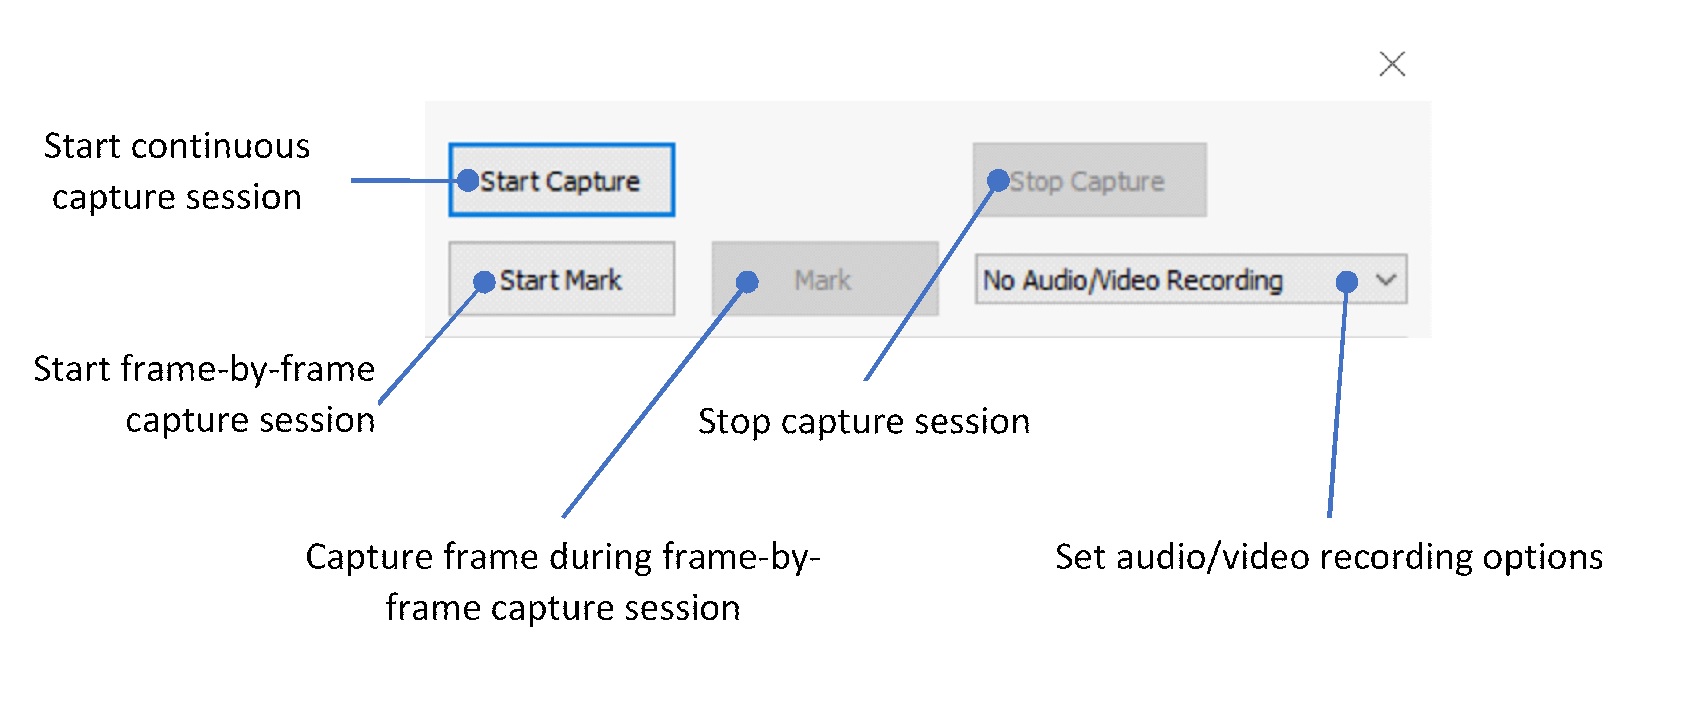 Start continuous
capture session
Start Capture
Stop Capture
Start Mark
Mark
No Audio/Video Recording
Start frame-by-frame
capture session
Stop capture session
Capture frame during frame-by-
frame capture session
Set audio/video recording options